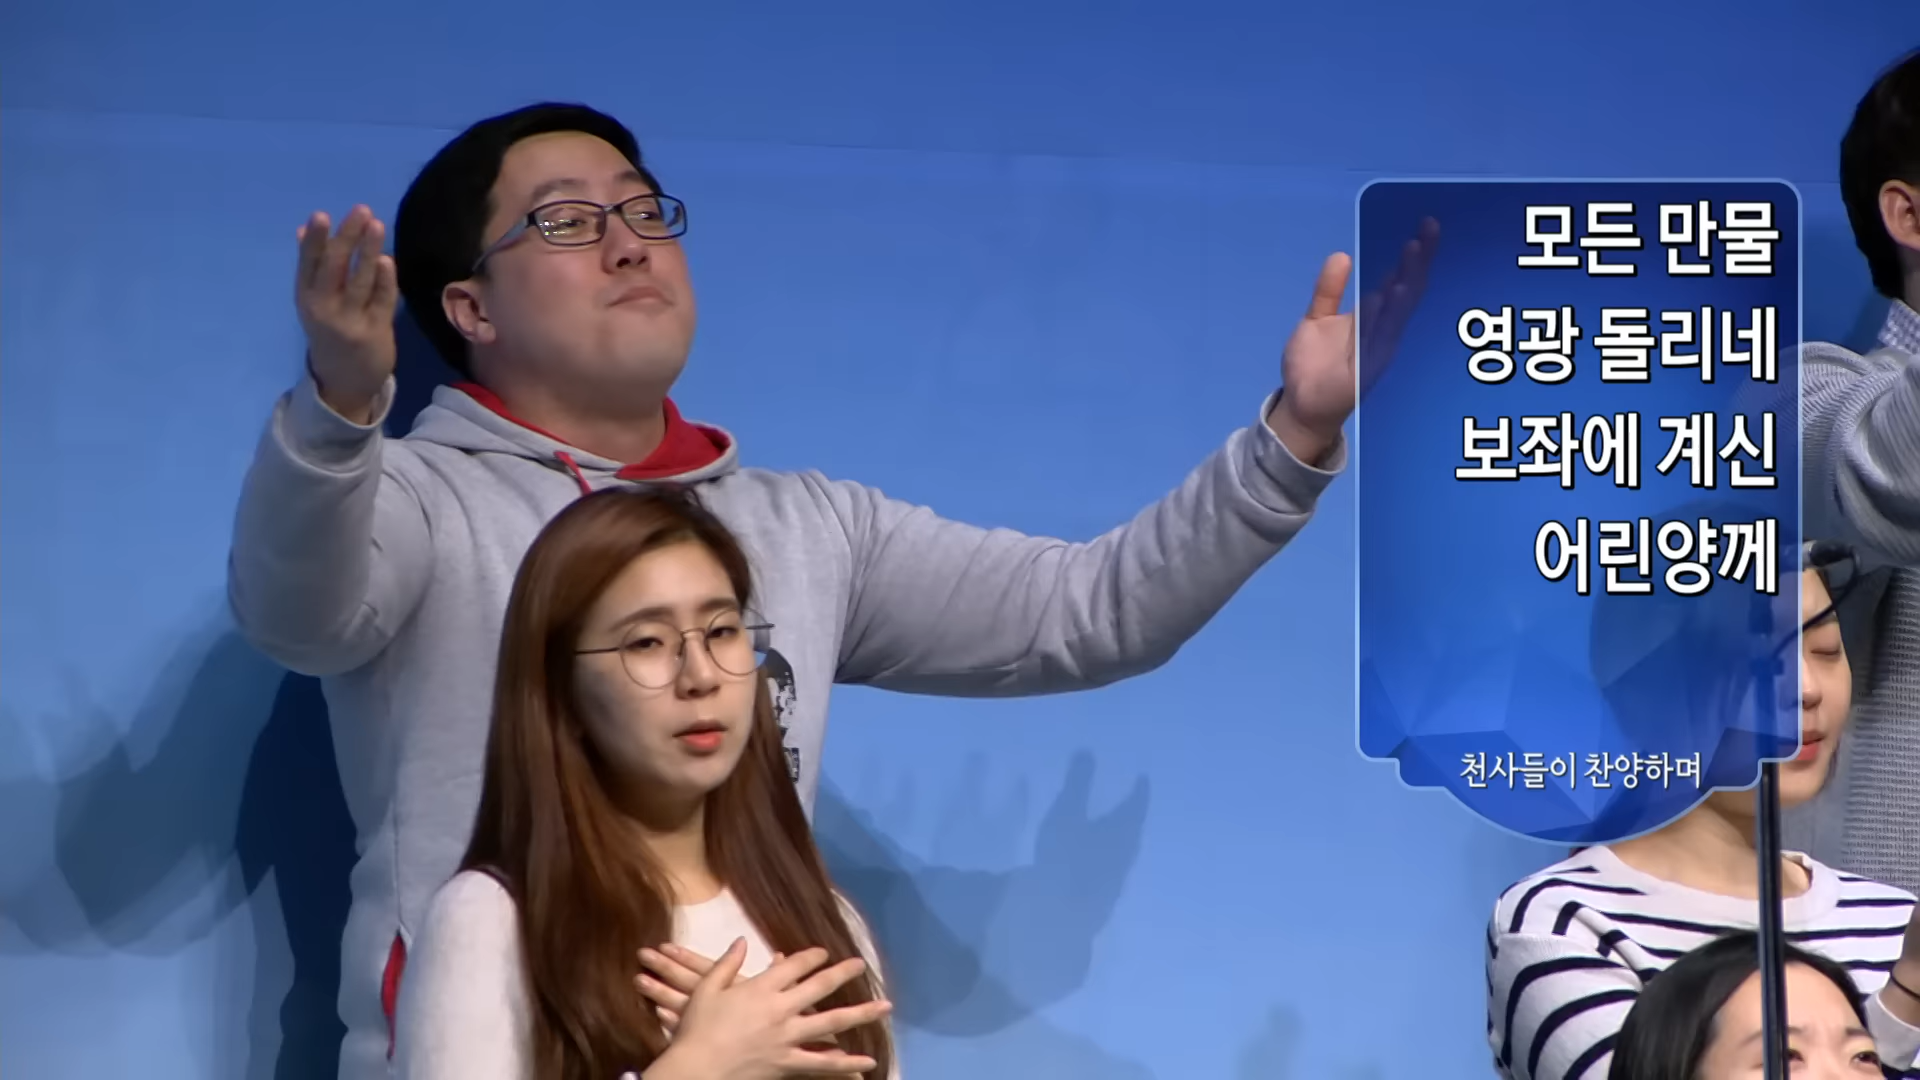 모든 만물
영광 돌리네
보좌에 계신
어린양께
천사들이 찬양하며